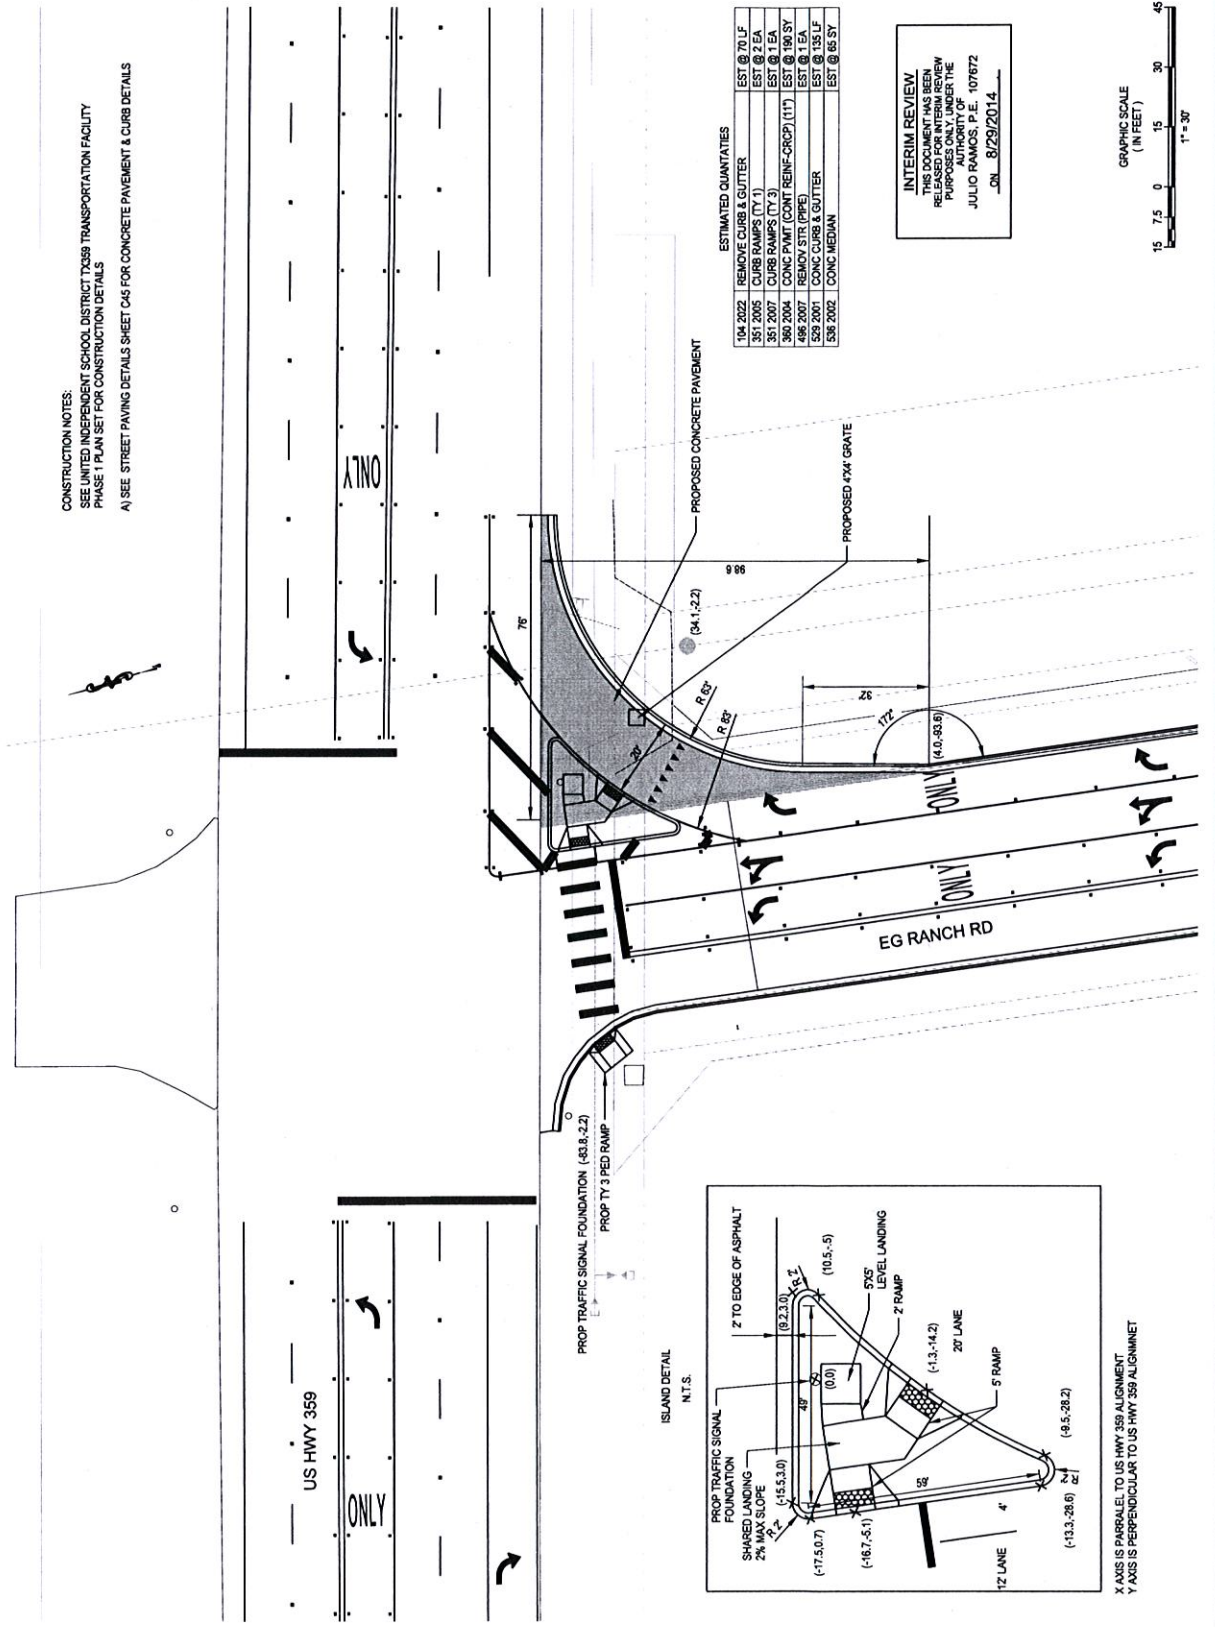 CONSTRUCTION NOTES:
SEE UNITED INDEPENDENT SCHOOL DISTRICT TX359 TRANSPORTATION FACILITY
PHASE 1 PLAN SET FOR CONSTRUCTION DETAILS
A) SEE STREET PAVING DETAILS SHEET C45 FOR CONCRETE PAVEMENT & CURB DETAILS
US HWY 359
ONLY
ONLY
76'
98.6
PROPOSED CONCRETE PAVEMENT
PROPOSED 4'X4' GRATE
(34.1,-2.2)
R 63'
R 83'
20'
32'
172°
(4.0,-93.6)
ONLY
ONLY
EG RANCH RD
PROP TRAFFIC SIGNAL FOUNDATION (-83.8,-2.2)
PROP TY 3 PED RAMP
ESTIMATED QUANTATIES
104 2022 REMOVE CURB & GUTTER EST @ 70 LF
351 2005 CURB RAMPS (TY 1) EST @ 2 EA
351 2007 CURB RAMPS (TY 3) EST @ 1 EA
360 2004 CONC PVMT (CONT REINF-CRCP) (11") EST @ 190 SY
496 2007 REMOV STR (PIPE) EST @ 1 EA
529 2001 CONC CURB & GUTTER EST @ 135 LF
536 2002 CONC MEDIAN EST @ 65 SY
INTERIM REVIEW
THIS DOCUMENT HAS BEEN
RELEASED FOR INTERIM REVIEW
PURPOSES ONLY, UNDER THE
AUTHORITY OF
JULIO RAMOS, P.E. 107672
ON 8/29/2014
GRAPHIC SCALE
( IN FEET )
15 7.5 0 15 30 45
1" = 30'
ISLAND DETAIL
N.T.S.
PROP TRAFFIC SIGNAL
FOUNDATION
SHARED LANDING
2% MAX SLOPE
2' TO EDGE OF ASPHALT
(9.2,3.0)
R 2'
(10.5,-.5)
49'
(0,0)
5'X5'
LEVEL LANDING
2' RAMP
(-1.3,-14.2)
20' LANE
5' RAMP
(-15.5,3.0)
R 2'
(-17.5,0.7)
(-16.7,-5.1)
(-9.5,-28.2)
R 2
(-13.3,-28.6)
4'
12' LANE
X AXIS IS PARRALEL TO US HWY 359 ALIGNMENT
Y AXIS IS PERPENDICULAR TO US HWY 359 ALIGNMNET